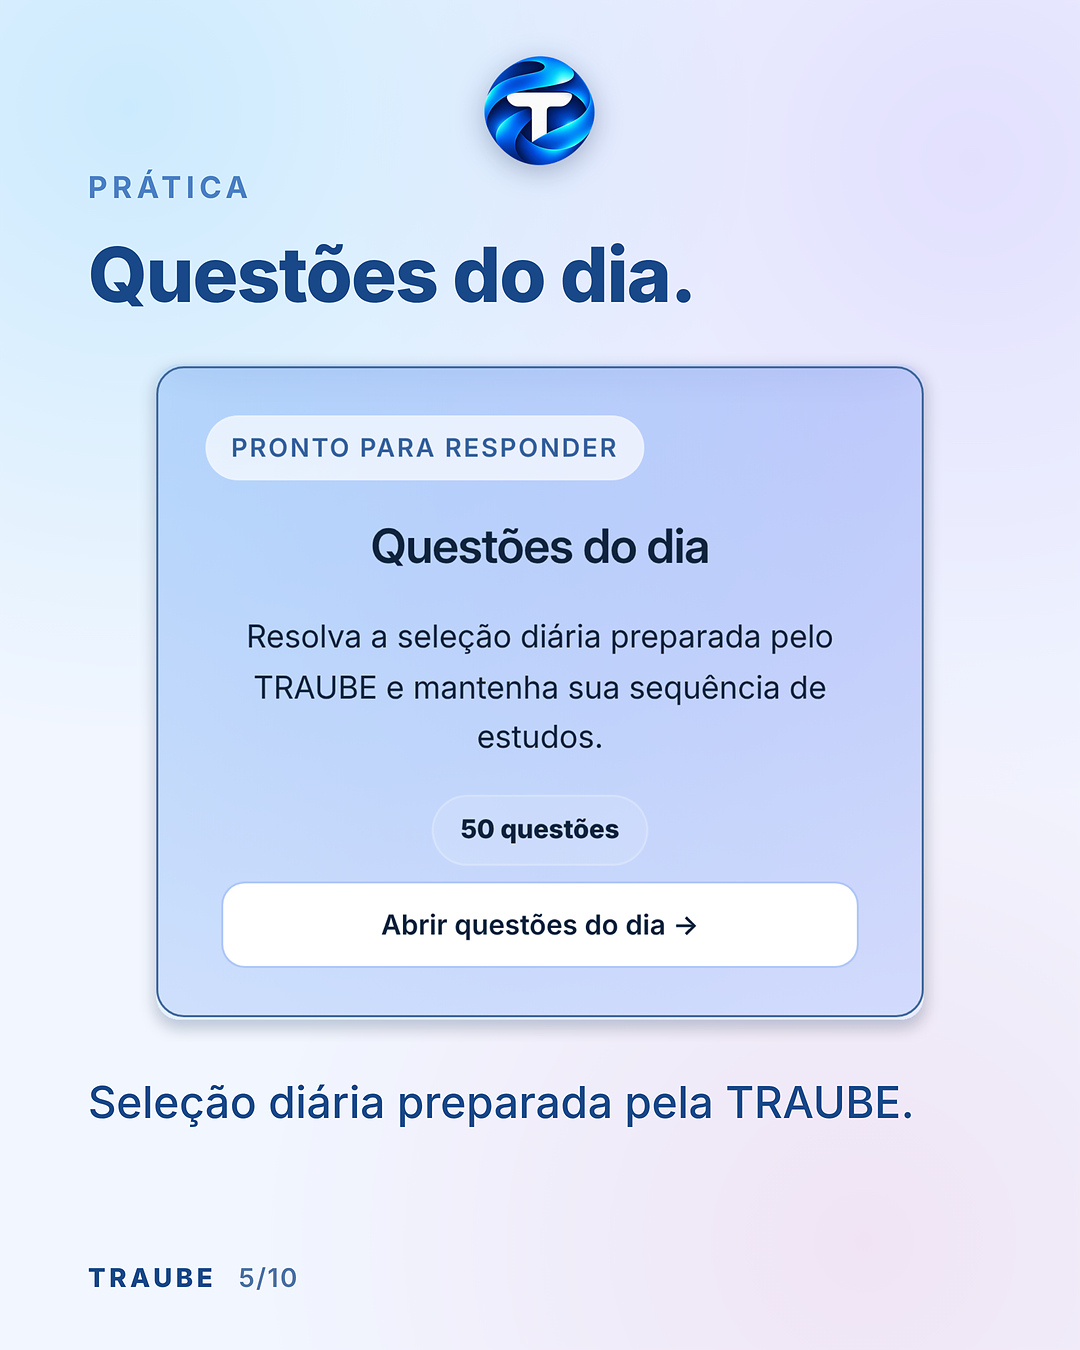 T
PRÁTICA
Questões do dia.
PRONTO PARA RESPONDER
Questões do dia
Resolva a seleção diária preparada pelo
TRAUBE e mantenha sua sequência de
estudos.
50 questões
Abrir questões do dia →
Seleção diária preparada pela TRAUBE.
TRAUBE 5/10